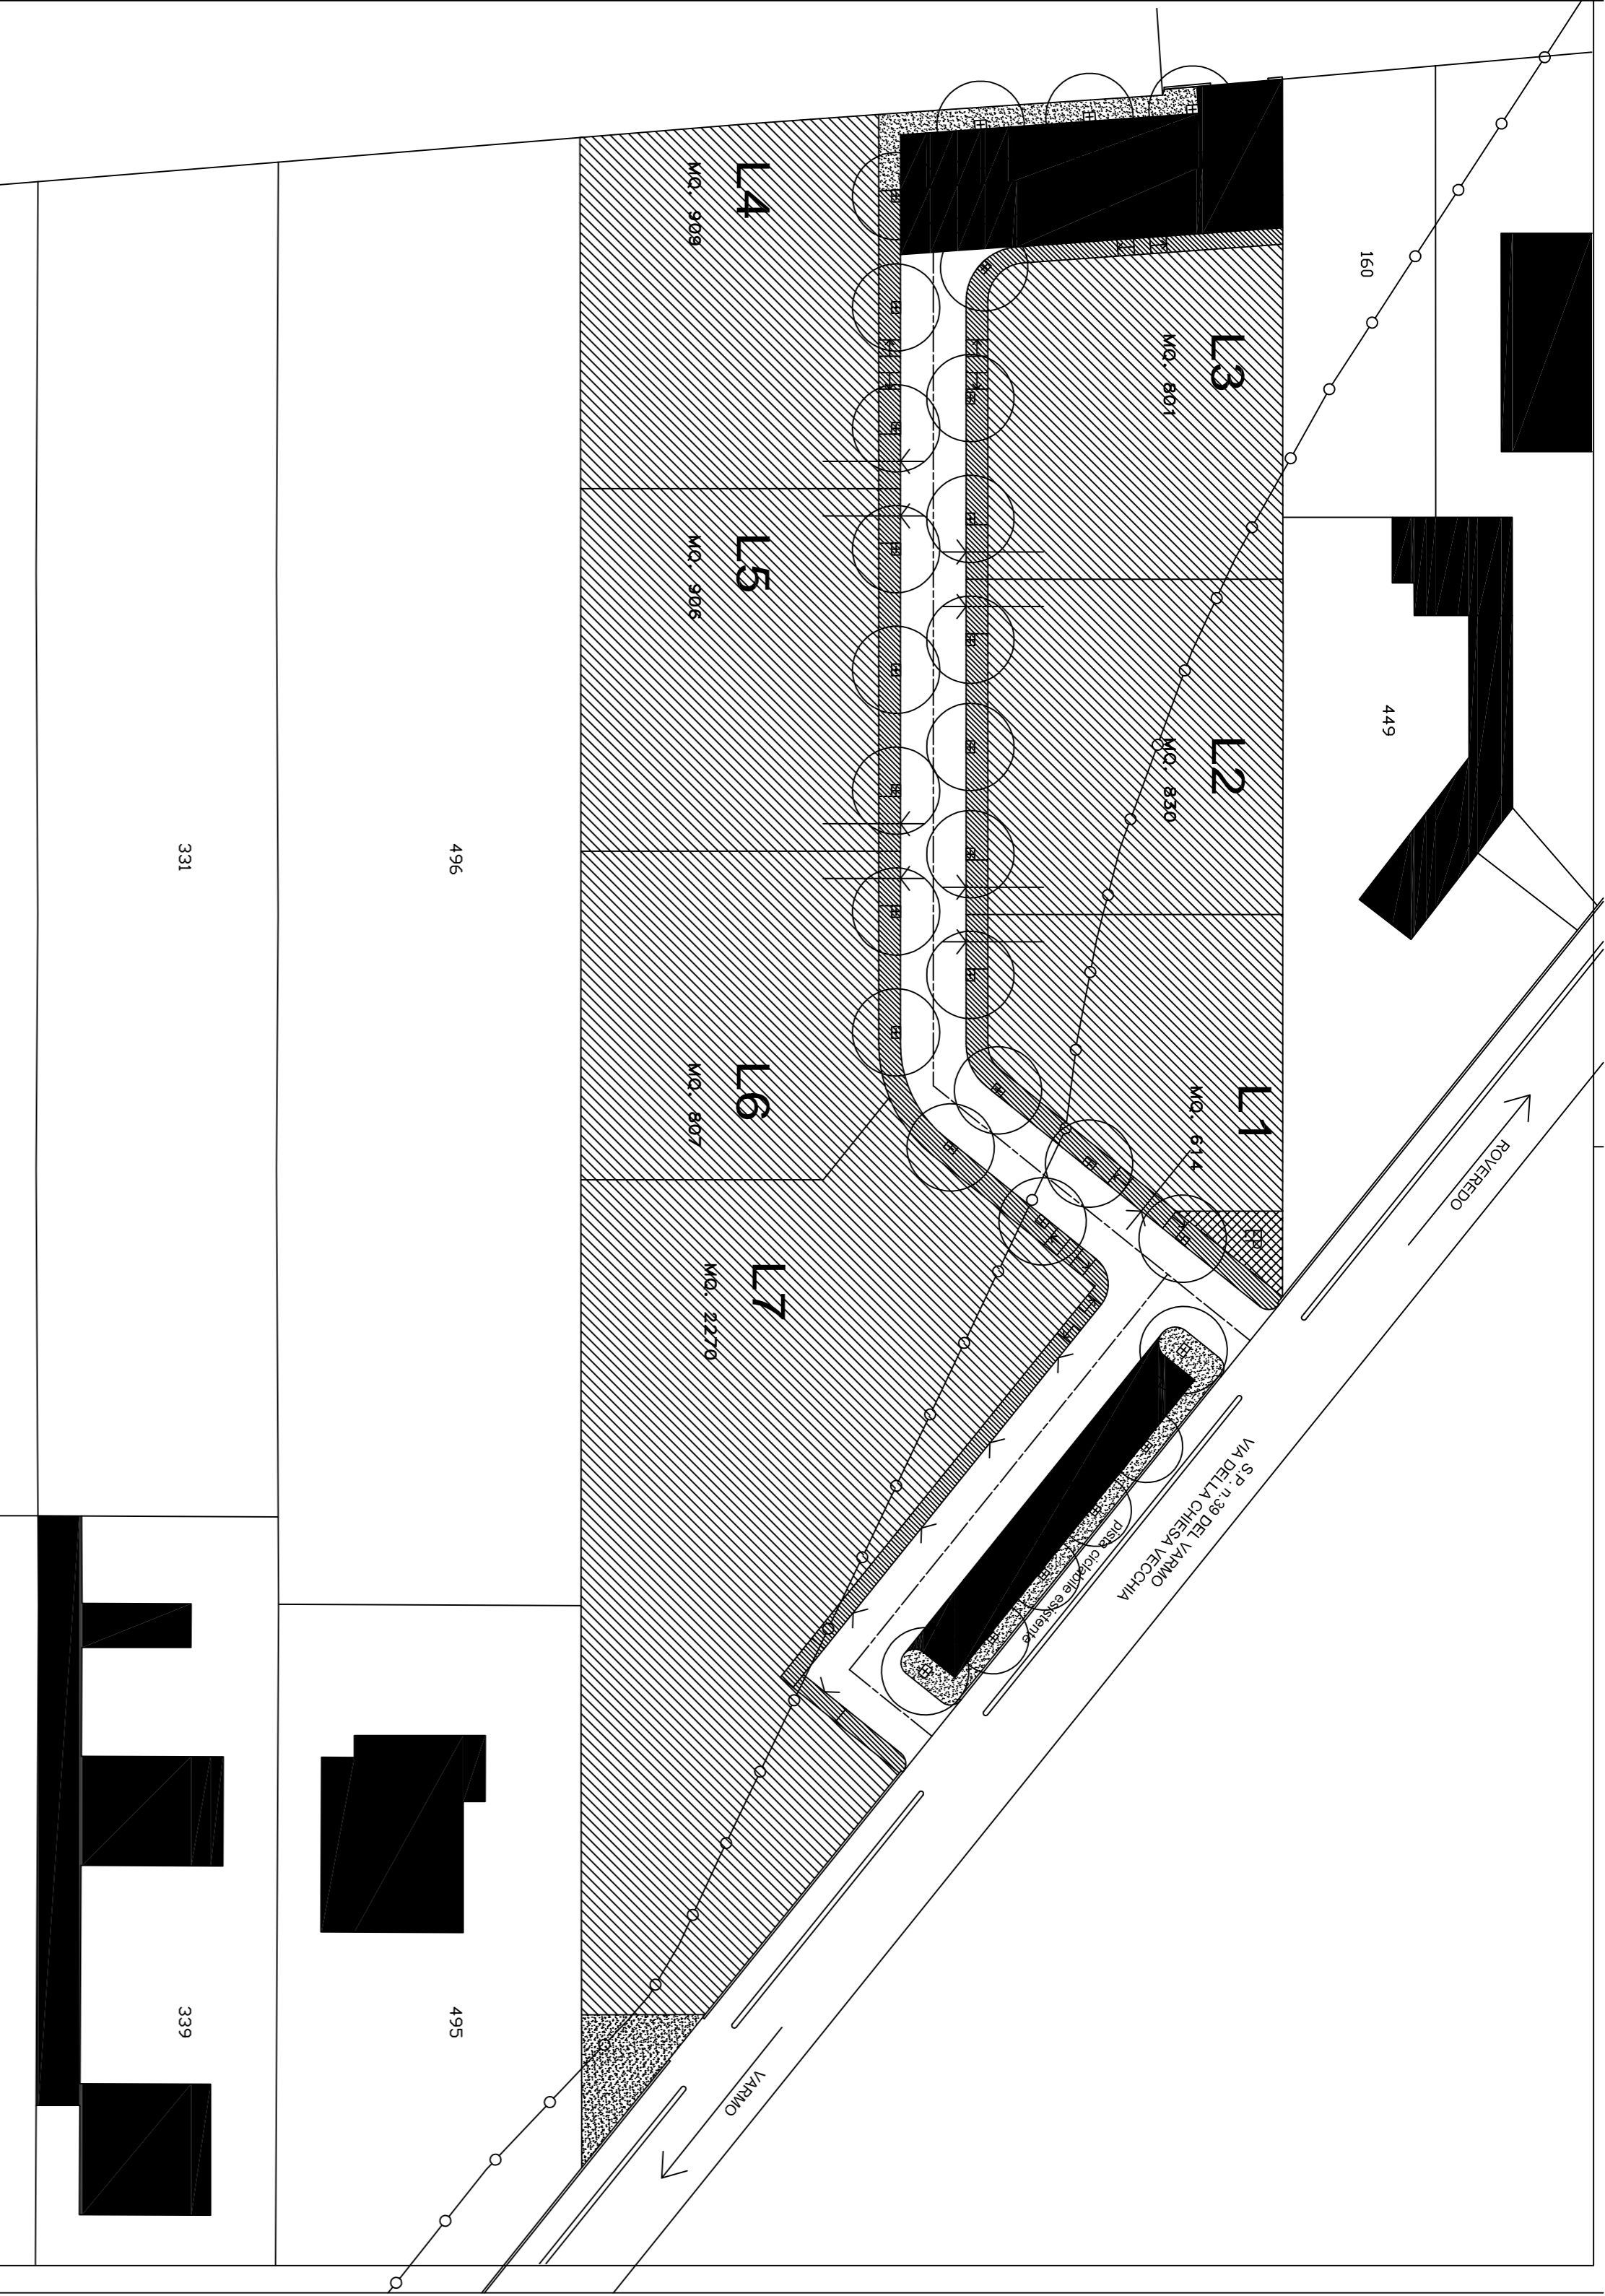 160
L3
MQ. 801
449
L2
MQ. 830
L1
MQ. 614
L4
MQ. 909
L5
MQ. 906
L6
MQ. 807
L7
MQ. 2270
ROVEREDO
S.P. n.39 DEL VARMO
VIA DELLA CHIESA VECCHIA
pista ciclabile esistente
VARMO
496
331
495
339